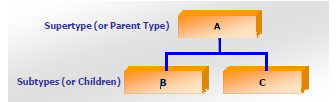 Supertype (or Parent Type) A
Subtypes (or Children) B C